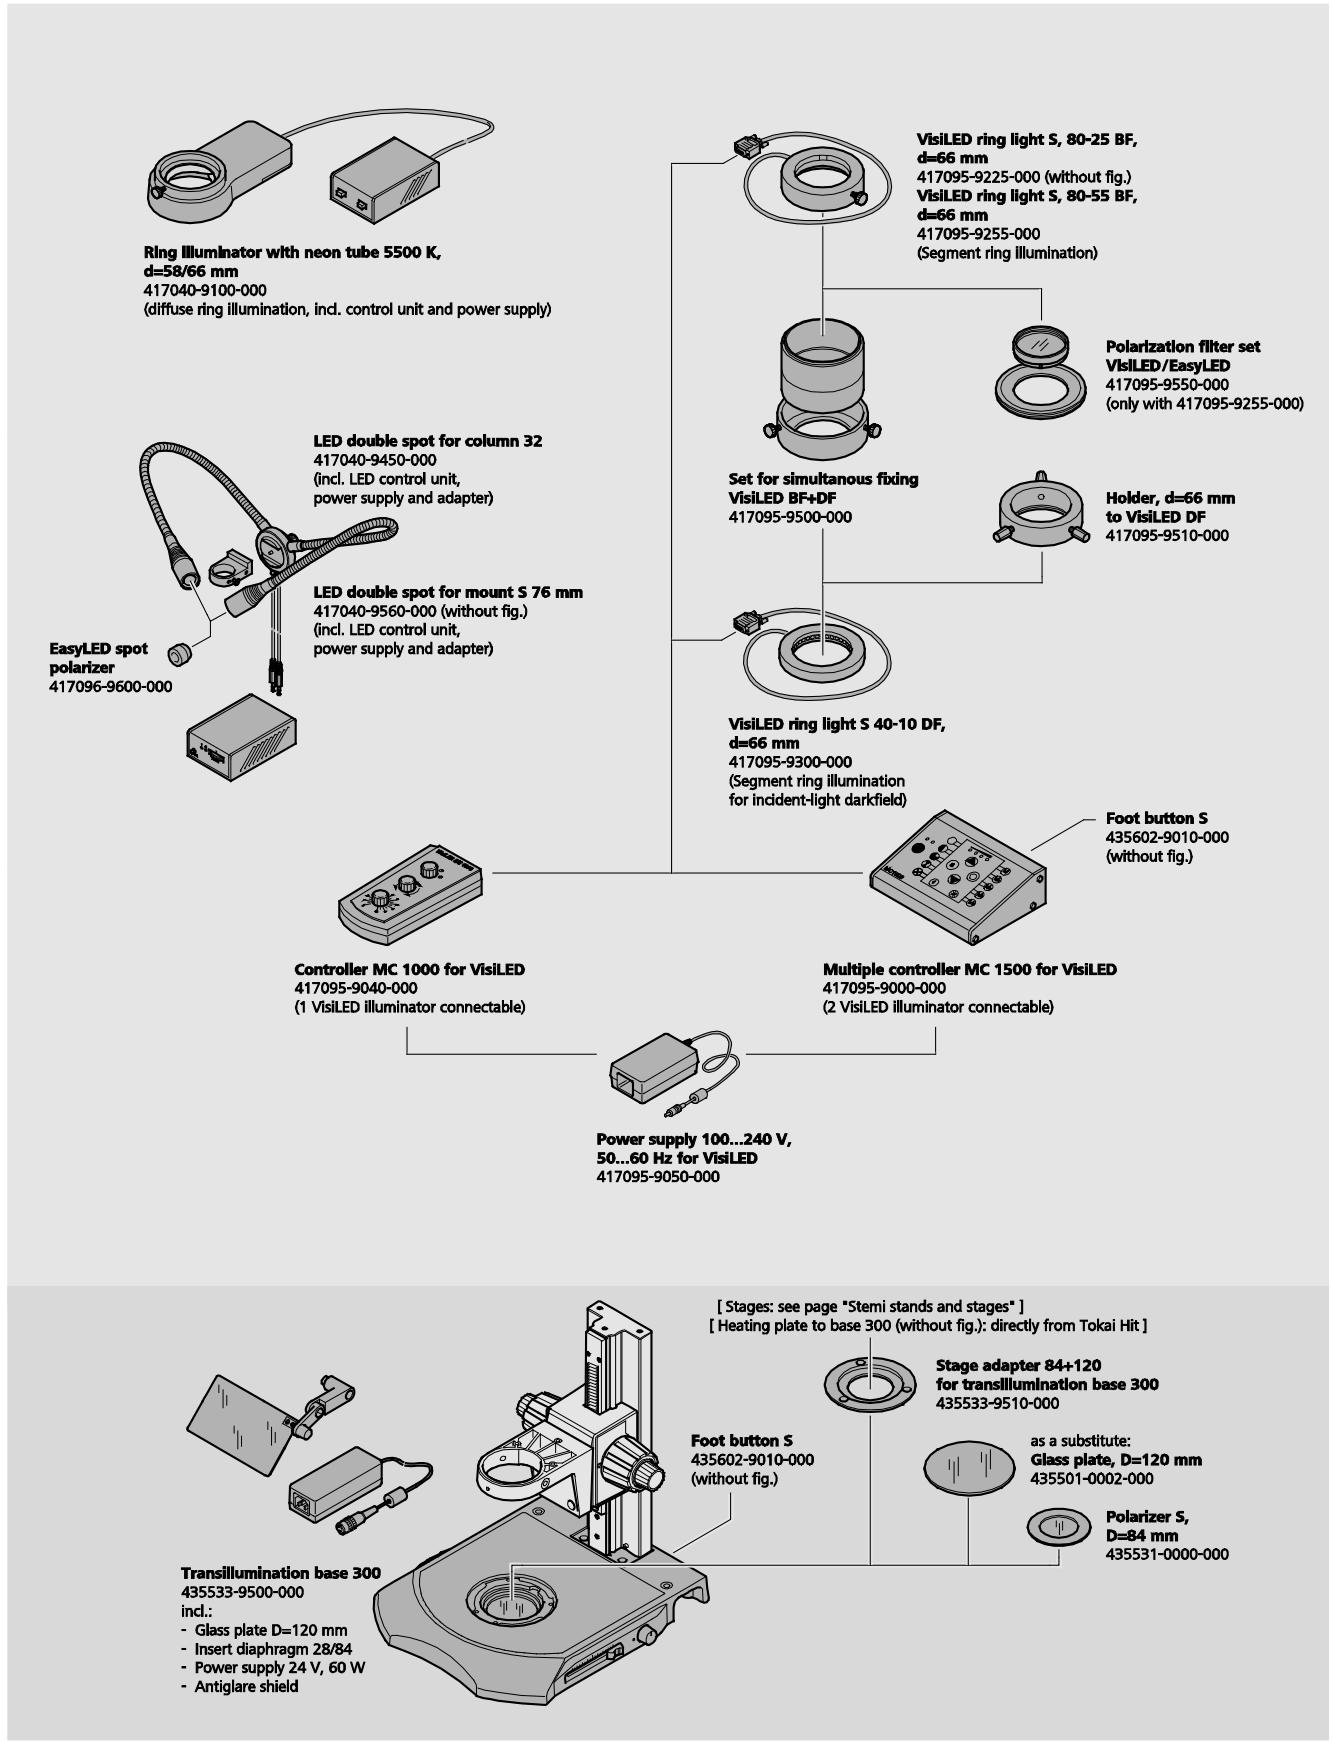 Ring illuminator with neon tube 5500 K,
d=58/66 mm
417040-9100-000
(diffuse ring illumination, incl. control unit and power supply)
VisiLED ring light S, 80-25 BF,
d=66 mm
417095-9225-000 (without fig.)
VisiLED ring light S, 80-55 BF,
d=66 mm
417095-9255-000
(Segment ring illumination)
Polarization filter set
VisiLED/EasyLED
417095-9550-000
(only with 417095-9255-000)
LED double spot for column 32
417040-9450-000
(incl. LED control unit,
power supply and adapter)
Set for simultanous fixing
VisiLED BF+DF
417095-9500-000
Holder, d=66 mm
to VisiLED DF
417095-9510-000
LED double spot for mount S 76 mm
417040-9560-000 (without fig.)
(incl. LED control unit,
power supply and adapter)
EasyLED spot
polarizer
417096-9600-000
VisiLED ring light S 40-10 DF,
d=66 mm
417095-9300-000
(Segment ring illumination
for incident-light darkfield)
Foot button S
435602-9010-000
(without fig.)
Controller MC 1000 for VisiLED
417095-9040-000
(1 VisiLED illuminator connectable)
Multiple controller MC 1500 for VisiLED
417095-9000-000
(2 VisiLED illuminator connectable)
Power supply 100...240 V,
50...60 Hz for VisiLED
417095-9050-000
[ Stages: see page "Stemi stands and stages" ]
[ Heating plate to base 300 (without fig.): directly from Tokai Hit ]
Stage adapter 84+120
for transillumination base 300
435533-9510-000
Foot button S
435602-9010-000
(without fig.)
as a substitute:
Glass plate, D=120 mm
435501-0002-000
Polarizer S,
D=84 mm
435531-0000-000
Transillumination base 300
435533-9500-000
incl.:
- Glass plate D=120 mm
- Insert diaphragm 28/84
- Power supply 24 V, 60 W
- Antiglare shield